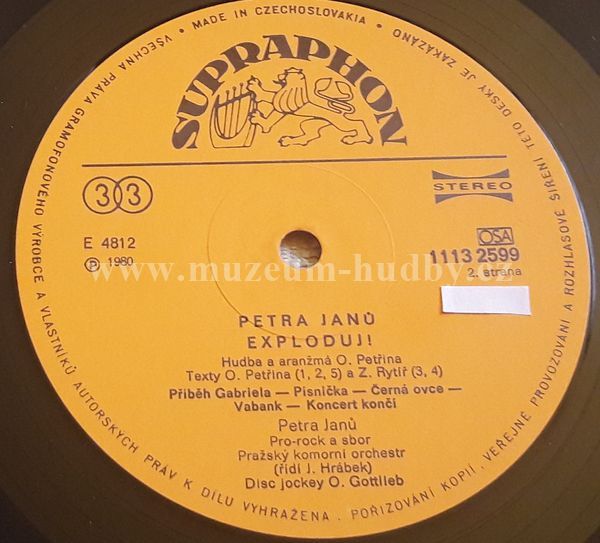 VŠECHNA PRÁVA GRAMOFONOVÉHO VÝROBCE A VLASTNÍKŮ AUTORSKÝCH PRÁV K DÍLU VYHRAŽENA . POŘIZOVÁNÍ KOPIÍ, VEŘEJNÉ PROVOZOVÁNÍ A ROZHLASOVÉ ŠÍŘENÍ TÉTO DESKY JE ZAKÁZÁNO • MADE IN CZECHOSLOVAKIA •
SUPRAPHON
33
STEREO
E 4812
OSA
Ⓟ 1980
1113 2599
2. strana
www.muzeum-hudby.cz
PETRA JANŮ
EXPLODUJ!
Hudba a aranžmá O. Petřina
Texty O. Petřina (1, 2, 5) a Z. Rytíř (3, 4)
Příběh Gabriela — Písnička — Černá ovce —
Vabank — Koncert končí
Petra Janů
Pro-rock a sbor
Pražský komorní orchestr
(řídí J. Hrábek)
Disc jockey O. Gottlieb